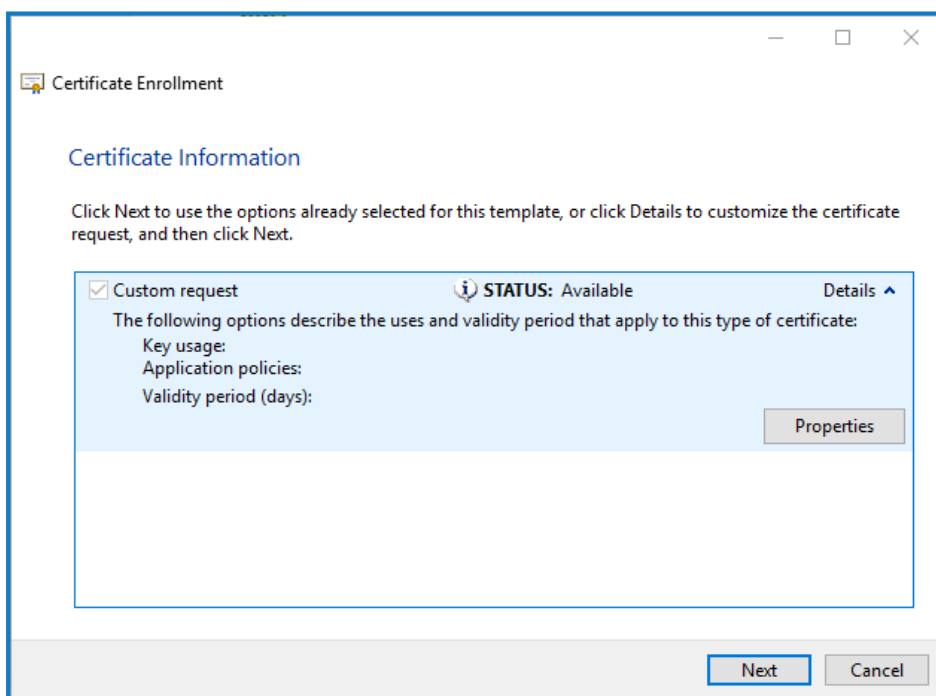 Certificate Enrollment
Certificate Information
Click Next to use the options already selected for this template, or click Details to customize the certificate
request, and then click Next.
Custom request STATUS: Available Details
The following options describe the uses and validity period that apply to this type of certificate:
Key usage:
Application policies:
Validity period (days):
Properties
Next Cancel